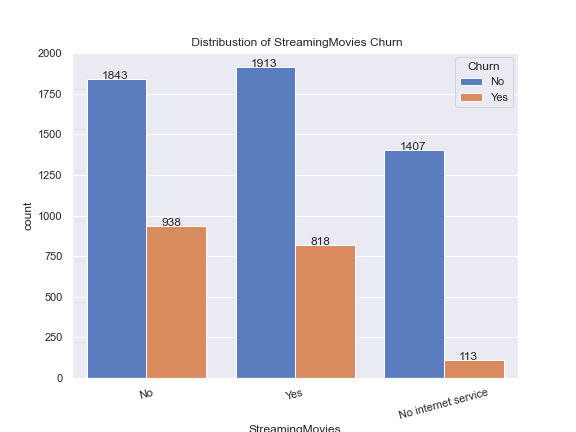 Distribustion of StreamingMovies Churn
2000
1750
1500
1250
1000
750
500
250
0
count
1843
1913
1407
938
818
113
Churn
No
Yes
No
Yes
No internet service
StreamingMovies